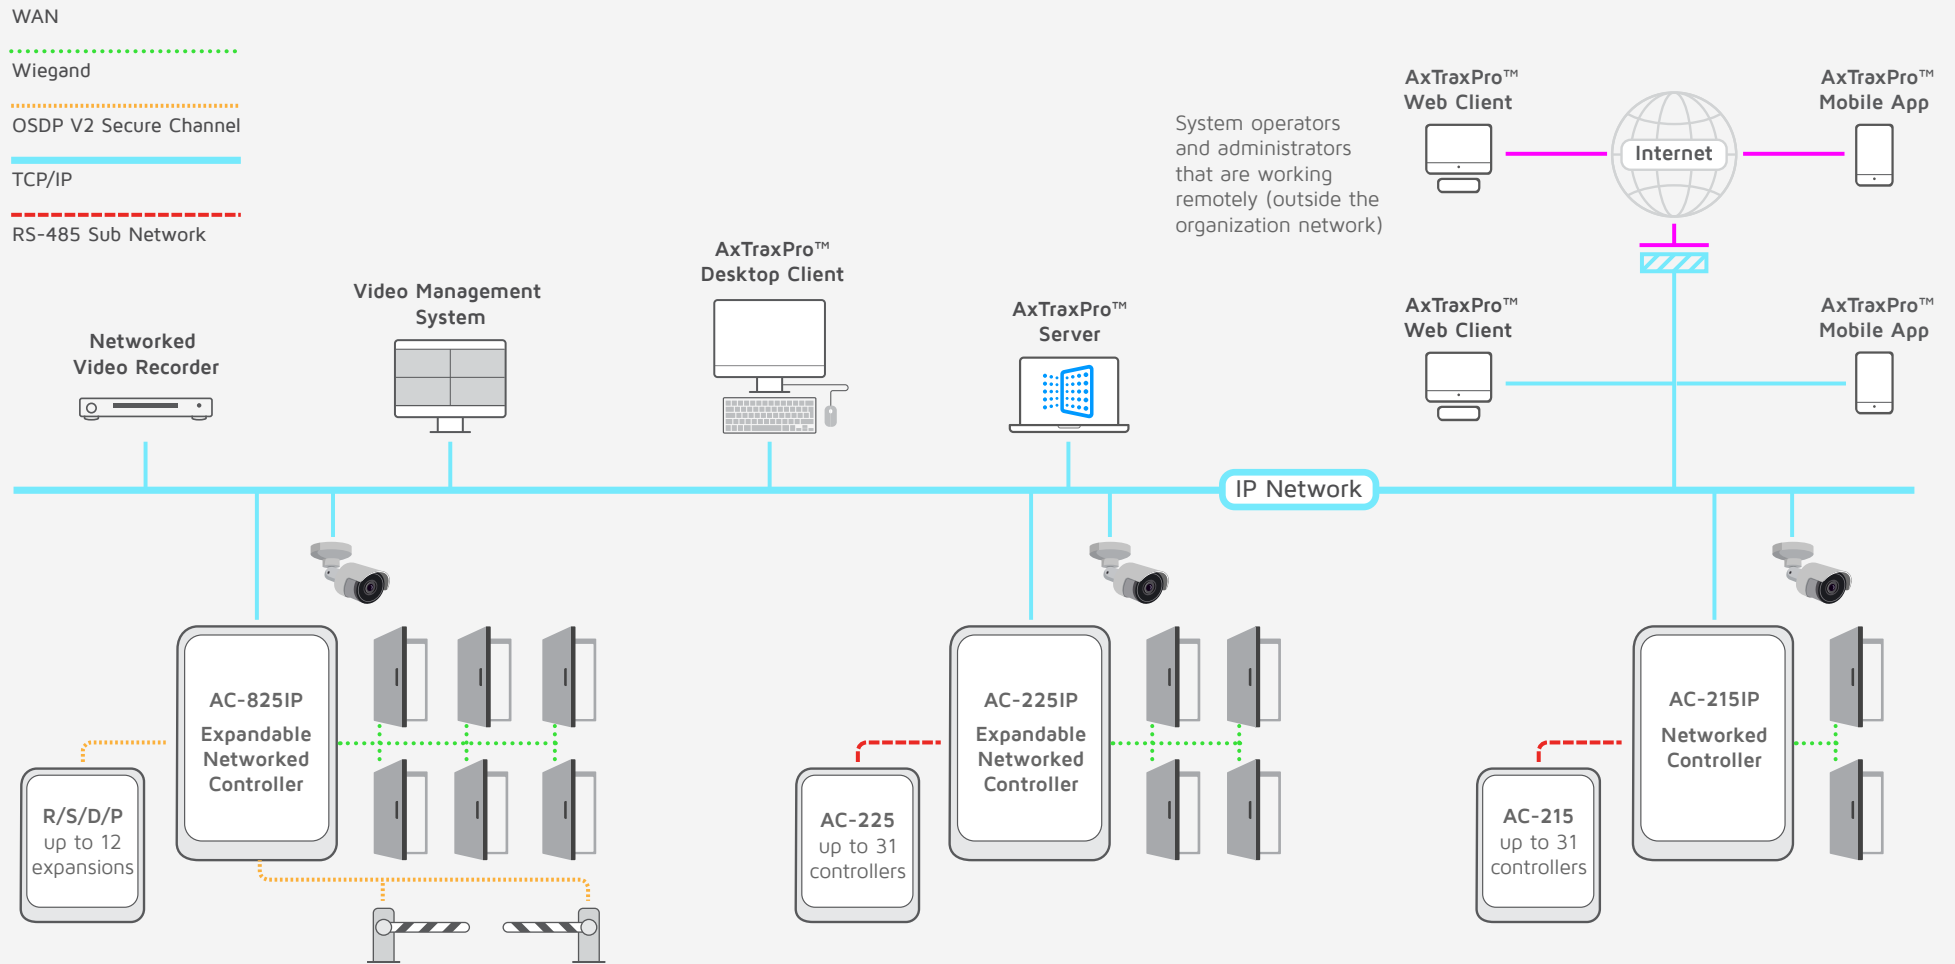 WAN
Wiegand
OSDP V2 Secure Channel
TCP/IP
RS-485 Sub Network
Networked
Video Recorder
Video Management
System
AxTraxPro™
Desktop Client
AxTraxPro™
Server
System operators
and administrators
that are working
remotely (outside the
organization network)
AxTraxPro™
Web Client
Internet
AxTraxPro™
Mobile App
AxTraxPro™
Web Client
AxTraxPro™
Mobile App
IP Network
AC-825IP
Expandable
Networked
Controller
R/S/D/P
up to 12
expansions
AC-225IP
Expandable
Networked
Controller
AC-225
up to 31
controllers
AC-215IP
Networked
Controller
AC-215
up to 31
controllers